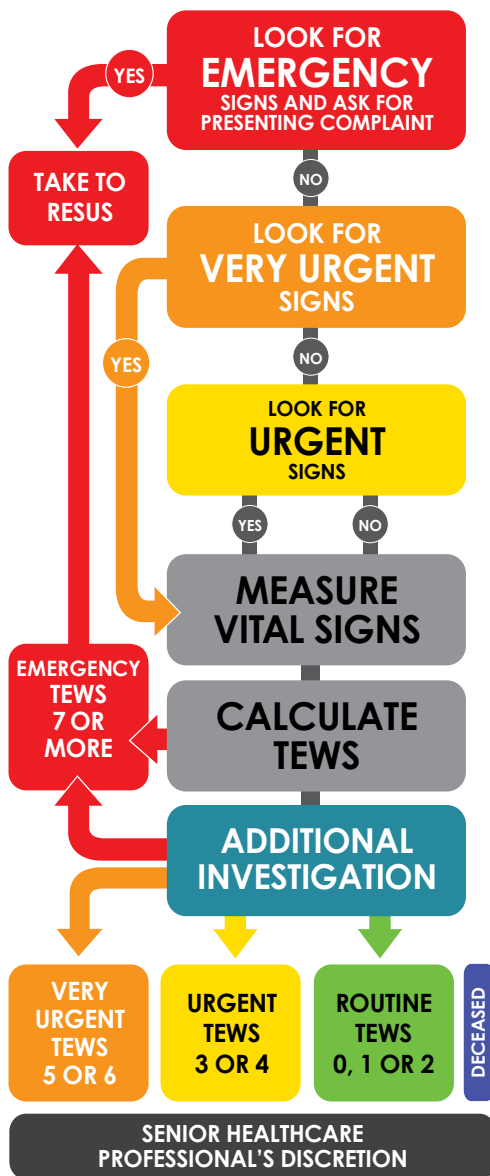 LOOK FOR
EMERGENCY
SIGNS AND ASK FOR
PRESENTING COMPLAINT
YES
TAKE TO
RESUS
NO
LOOK FOR
VERY URGENT
SIGNS
YES
NO
LOOK FOR
URGENT
SIGNS
YES
NO
MEASURE
VITAL SIGNS
EMERGENCY
TEWS
7 OR
MORE
CALCULATE
TEWS
ADDITIONAL
INVESTIGATION
VERY
URGENT
TEWS
5 OR 6
URGENT
TEWS
3 OR 4
ROUTINE
TEWS
0, 1 OR 2
DECEASED
SENIOR HEALTHCARE
PROFESSIONAL'S DISCRETION